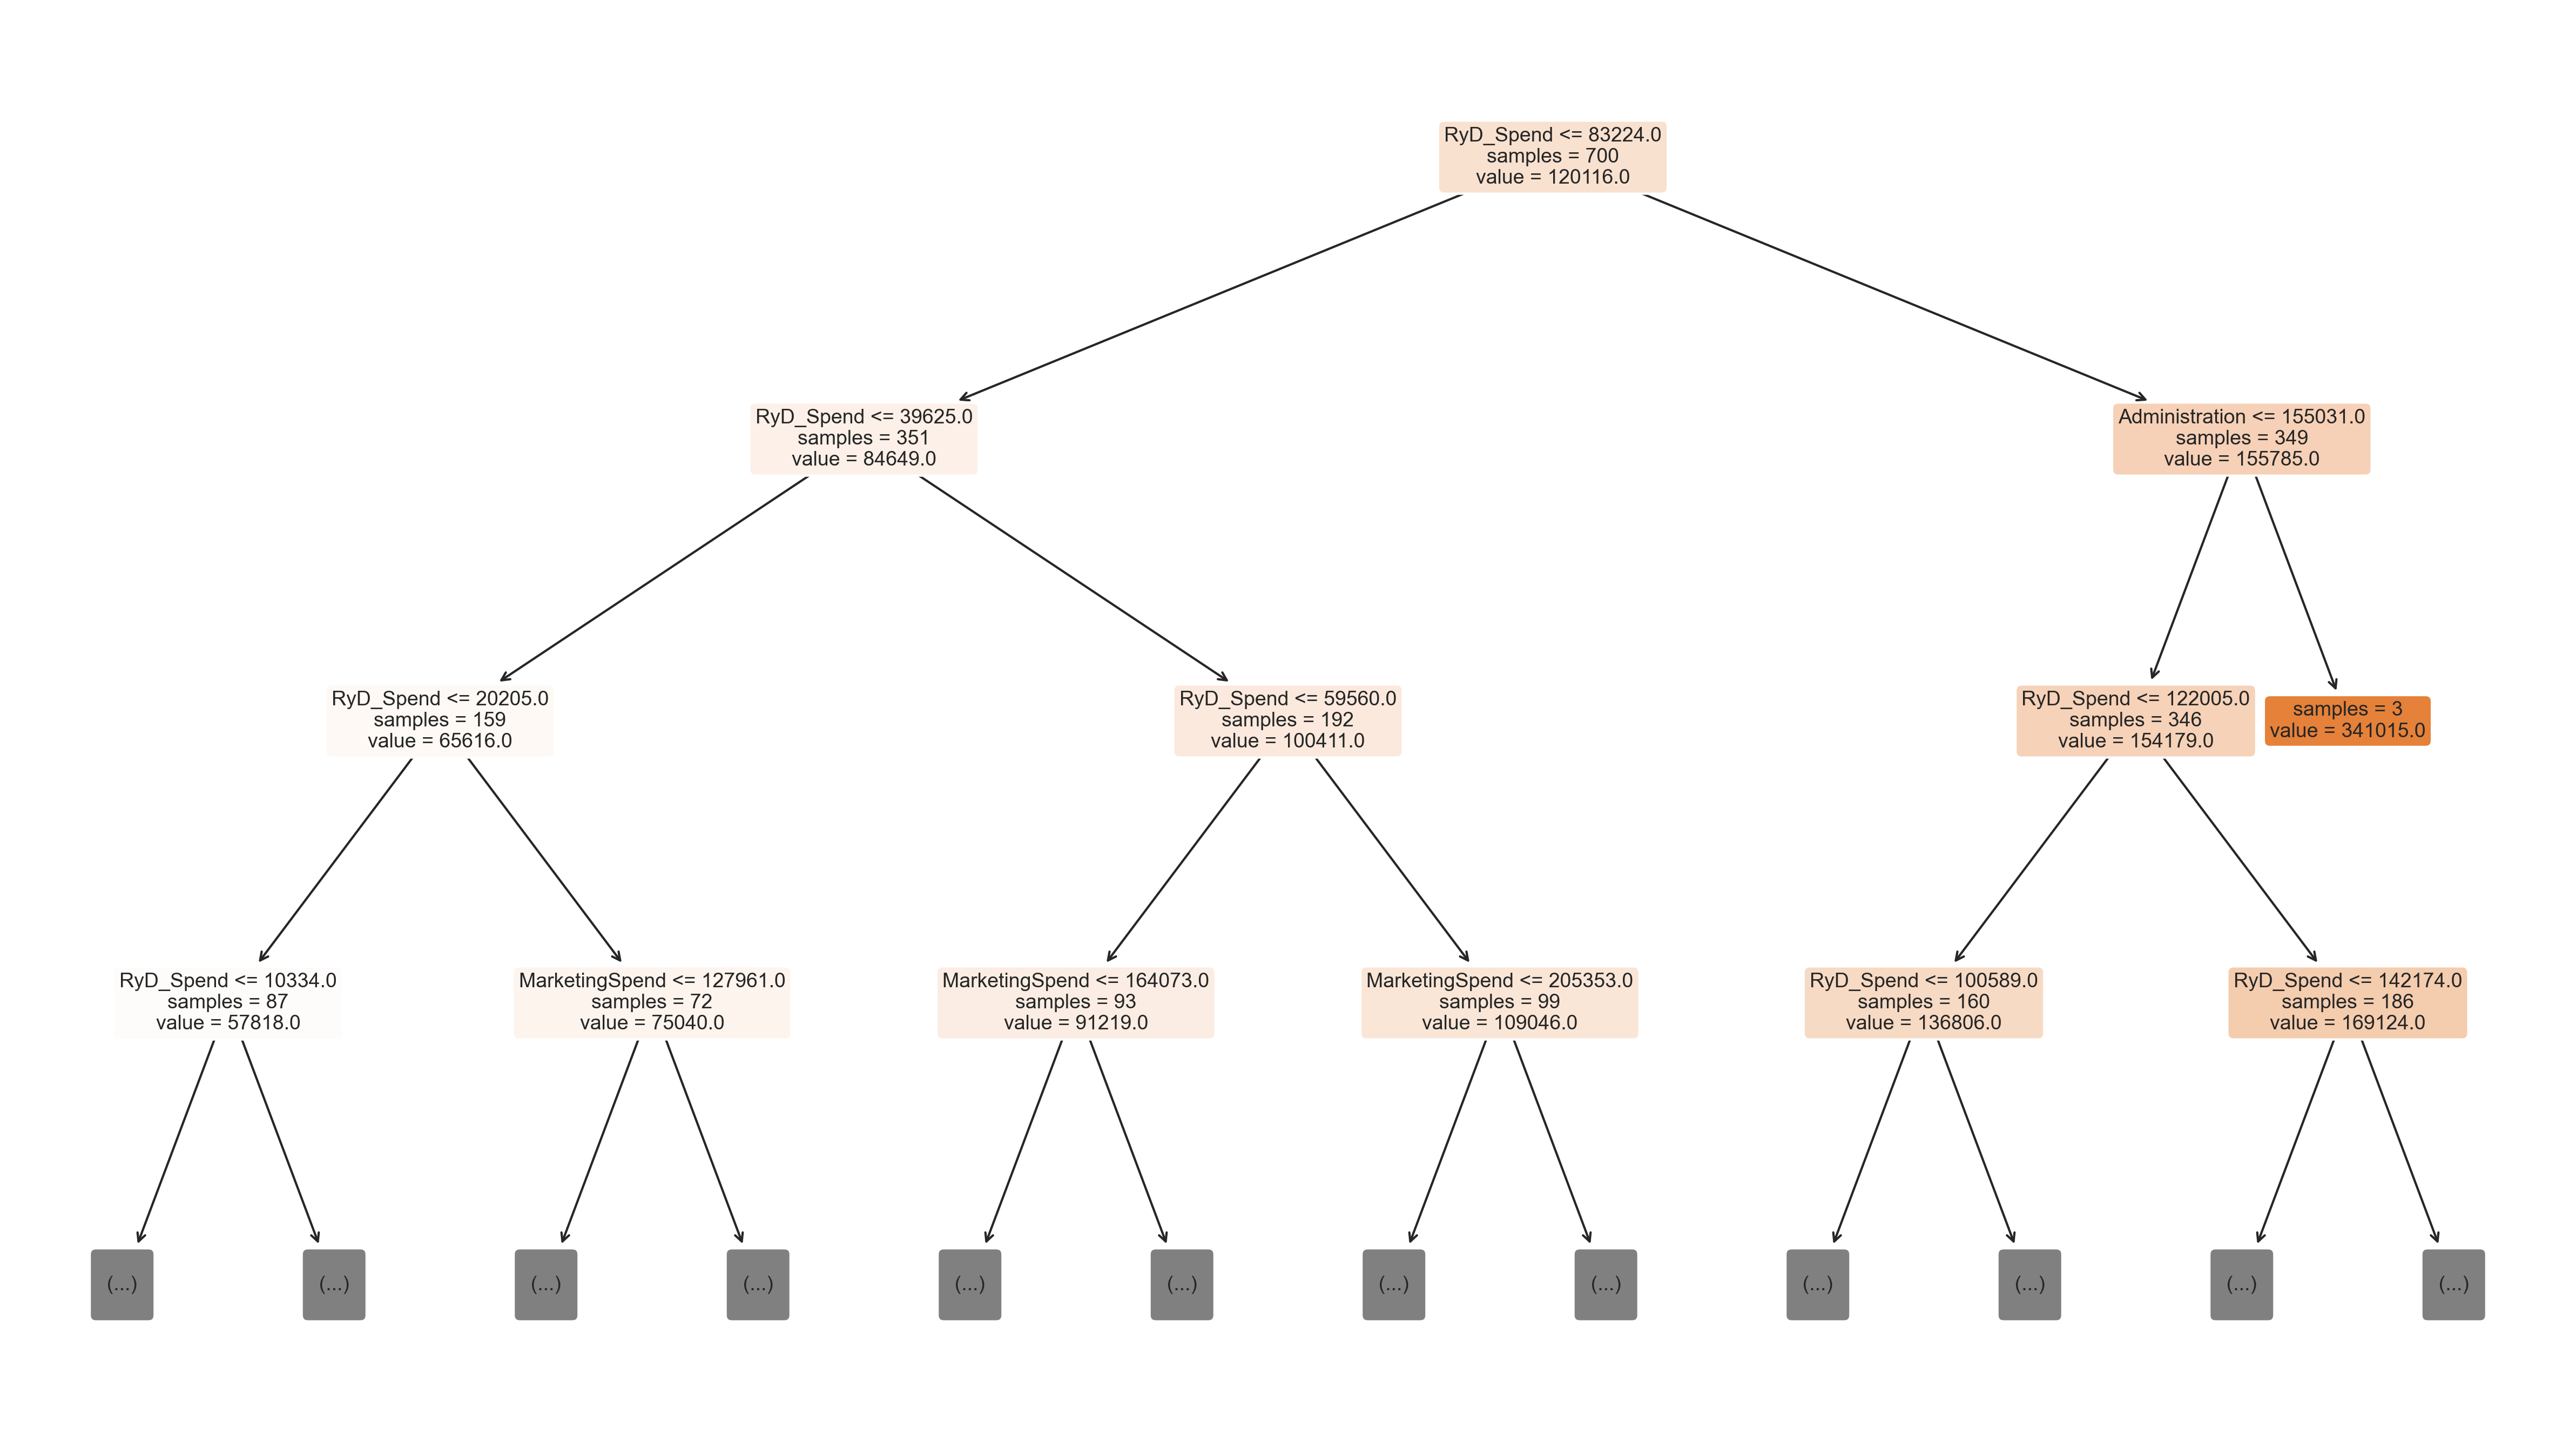 RyD_Spend <= 83224.0
samples = 700
value = 120116.0
RyD_Spend <= 39625.0
samples = 351
value = 84649.0
Administration <= 155031.0
samples = 349
value = 155785.0
RyD_Spend <= 20205.0
samples = 159
value = 65616.0
RyD_Spend <= 59560.0
samples = 192
value = 100411.0
RyD_Spend <= 122005.0
samples = 346
value = 154179.0
samples = 3
value = 341015.0
RyD_Spend <= 10334.0
samples = 87
value = 57818.0
MarketingSpend <= 127961.0
samples = 72
value = 75040.0
MarketingSpend <= 164073.0
samples = 93
value = 91219.0
MarketingSpend <= 205353.0
samples = 99
value = 109046.0
RyD_Spend <= 100589.0
samples = 160
value = 136806.0
RyD_Spend <= 142174.0
samples = 186
value = 169124.0
(...)
(...)
(...)
(...)
(...)
(...)
(...)
(...)
(...)
(...)
(...)
(...)